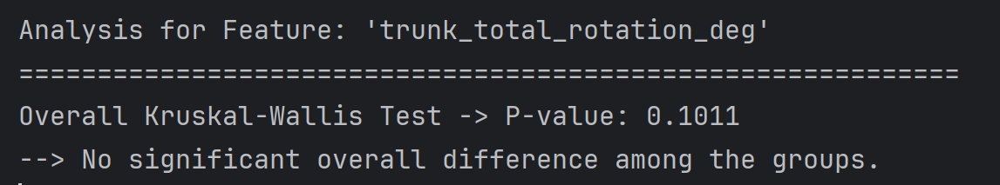 Analysis for Feature: 'trunk_total_rotation_deg'
============================================================
Overall Kruskal-Wallis Test -> P-value: 0.1011
--> No significant overall difference among the groups.